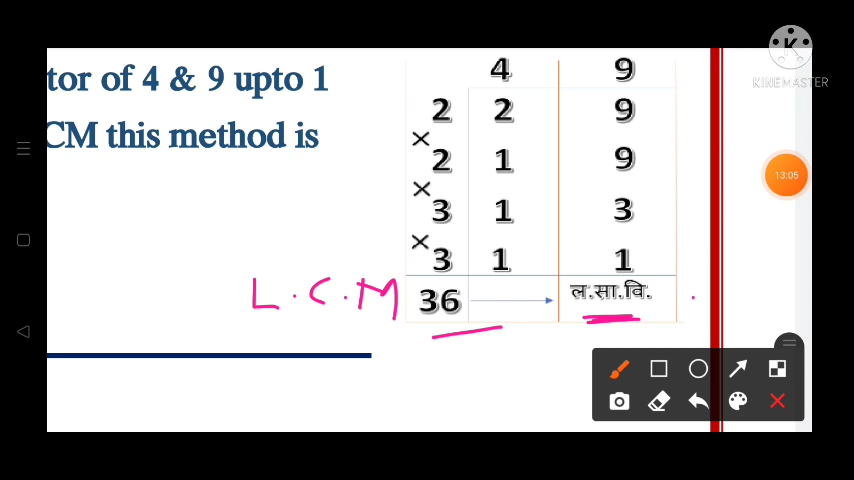 tor of 4 & 9 upto 1
CM this method is
4 9
2 2 9
×
2 1 9
×
3 1 3
×
3 1 1
L.C.M 36 ल.सा.वि.
K
KINEMASTER
13:05